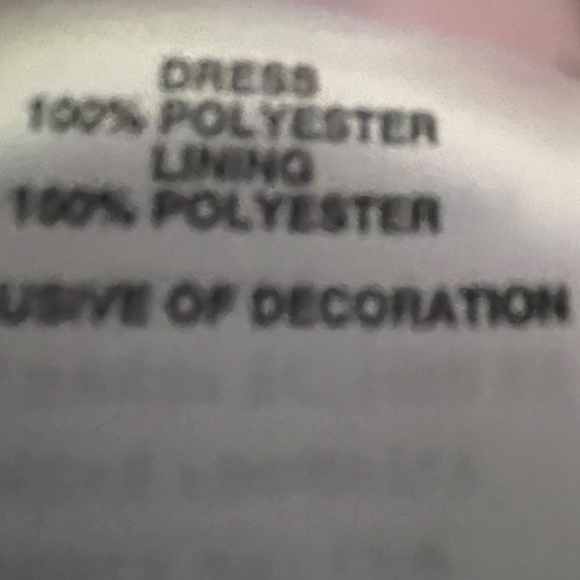 DRESS
100% POLYESTER
LINING
100% POLYESTER
USIVE OF DECORATION